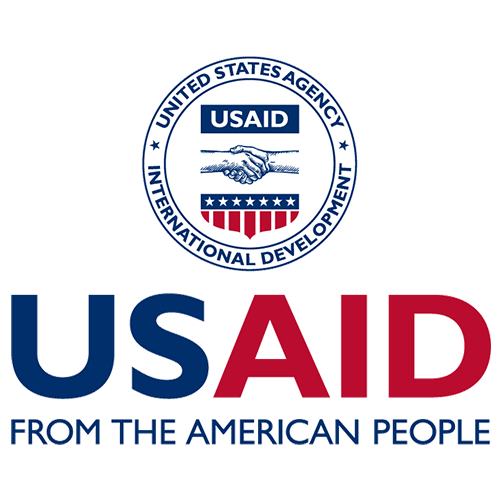 UNITED STATES AGENCY
USAID
INTERNATIONAL DEVELOPMENT
USAID
FROM THE AMERICAN PEOPLE